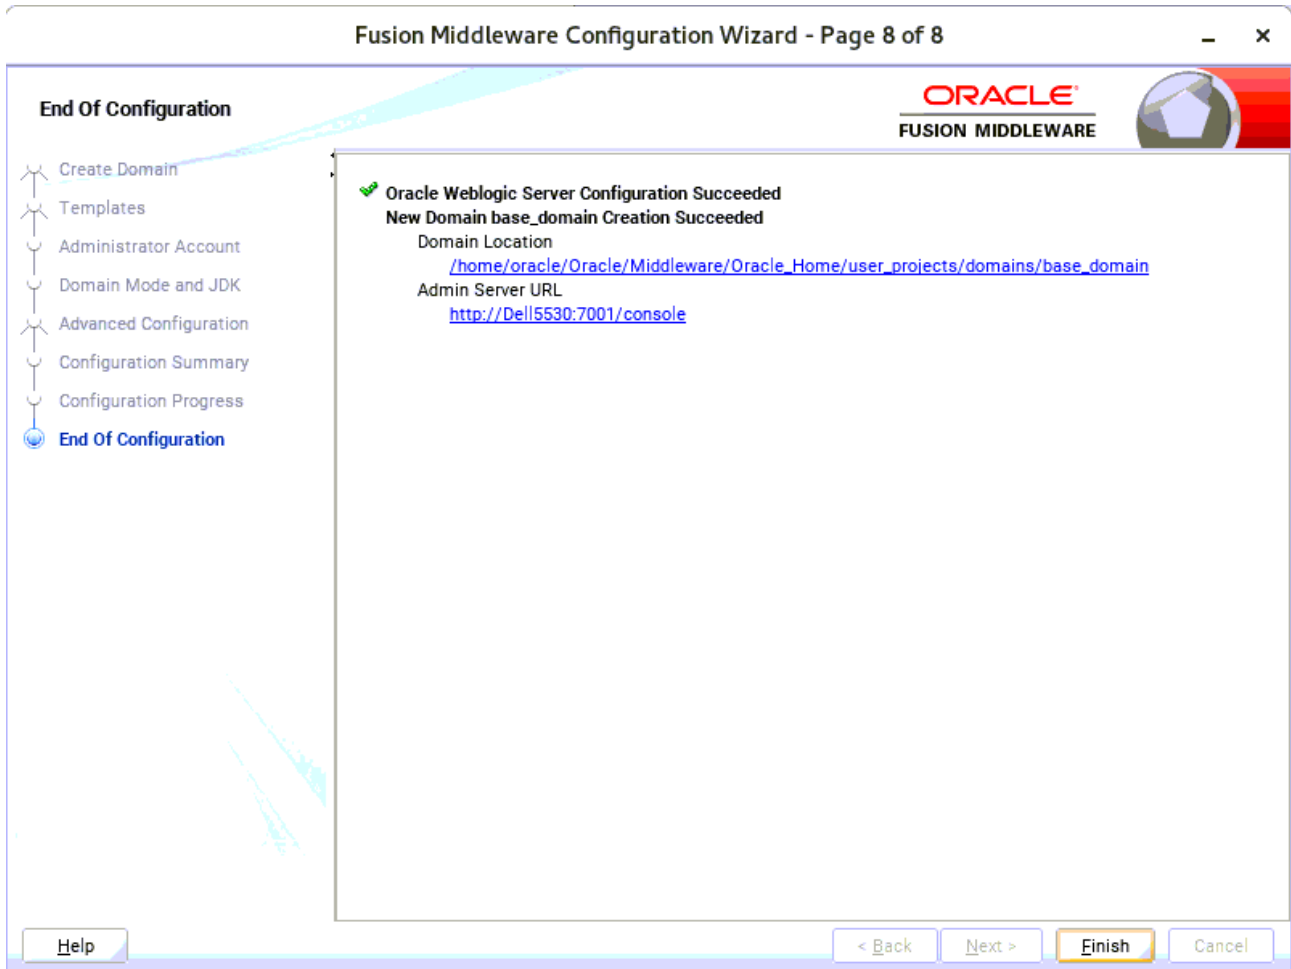 Fusion Middleware Configuration Wizard - Page 8 of 8
End Of Configuration
ORACLE
FUSION MIDDLEWARE
Create Domain
Templates
Administrator Account
Domain Mode and JDK
Advanced Configuration
Configuration Summary
Configuration Progress
End Of Configuration
Oracle Weblogic Server Configuration Succeeded
New Domain base_domain Creation Succeeded
Domain Location
/home/oracle/Oracle/Middleware/Oracle_Home/user_projects/domains/base_domain
Admin Server URL
http://Dell5530:7001/console
Help
< Back
Next >
Finish
Cancel